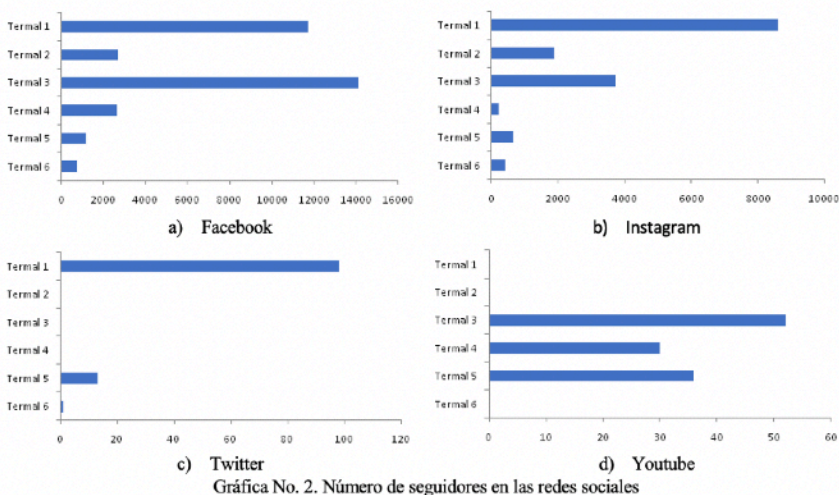 Termal 1
Termal 2
Termal 3
Termal 4
Termal 5
Termal 6
0 2000 4000 6000 8000 10000 12000 14000 16000
a) Facebook
Termal 1
Termal 2
Termal 3
Termal 4
Termal 5
Termal 6
0 2000 4000 6000 8000 10000
b) Instagram
Termal 1
Termal 2
Termal 3
Termal 4
Termal 5
Termal 6
0 20 40 60 80 100 120
c) Twitter
Termal 1
Termal 2
Termal 3
Termal 4
Termal 5
Termal 6
0 10 20 30 40 50 60
d) Youtube
Gráfica No. 2. Número de seguidores en las redes sociales